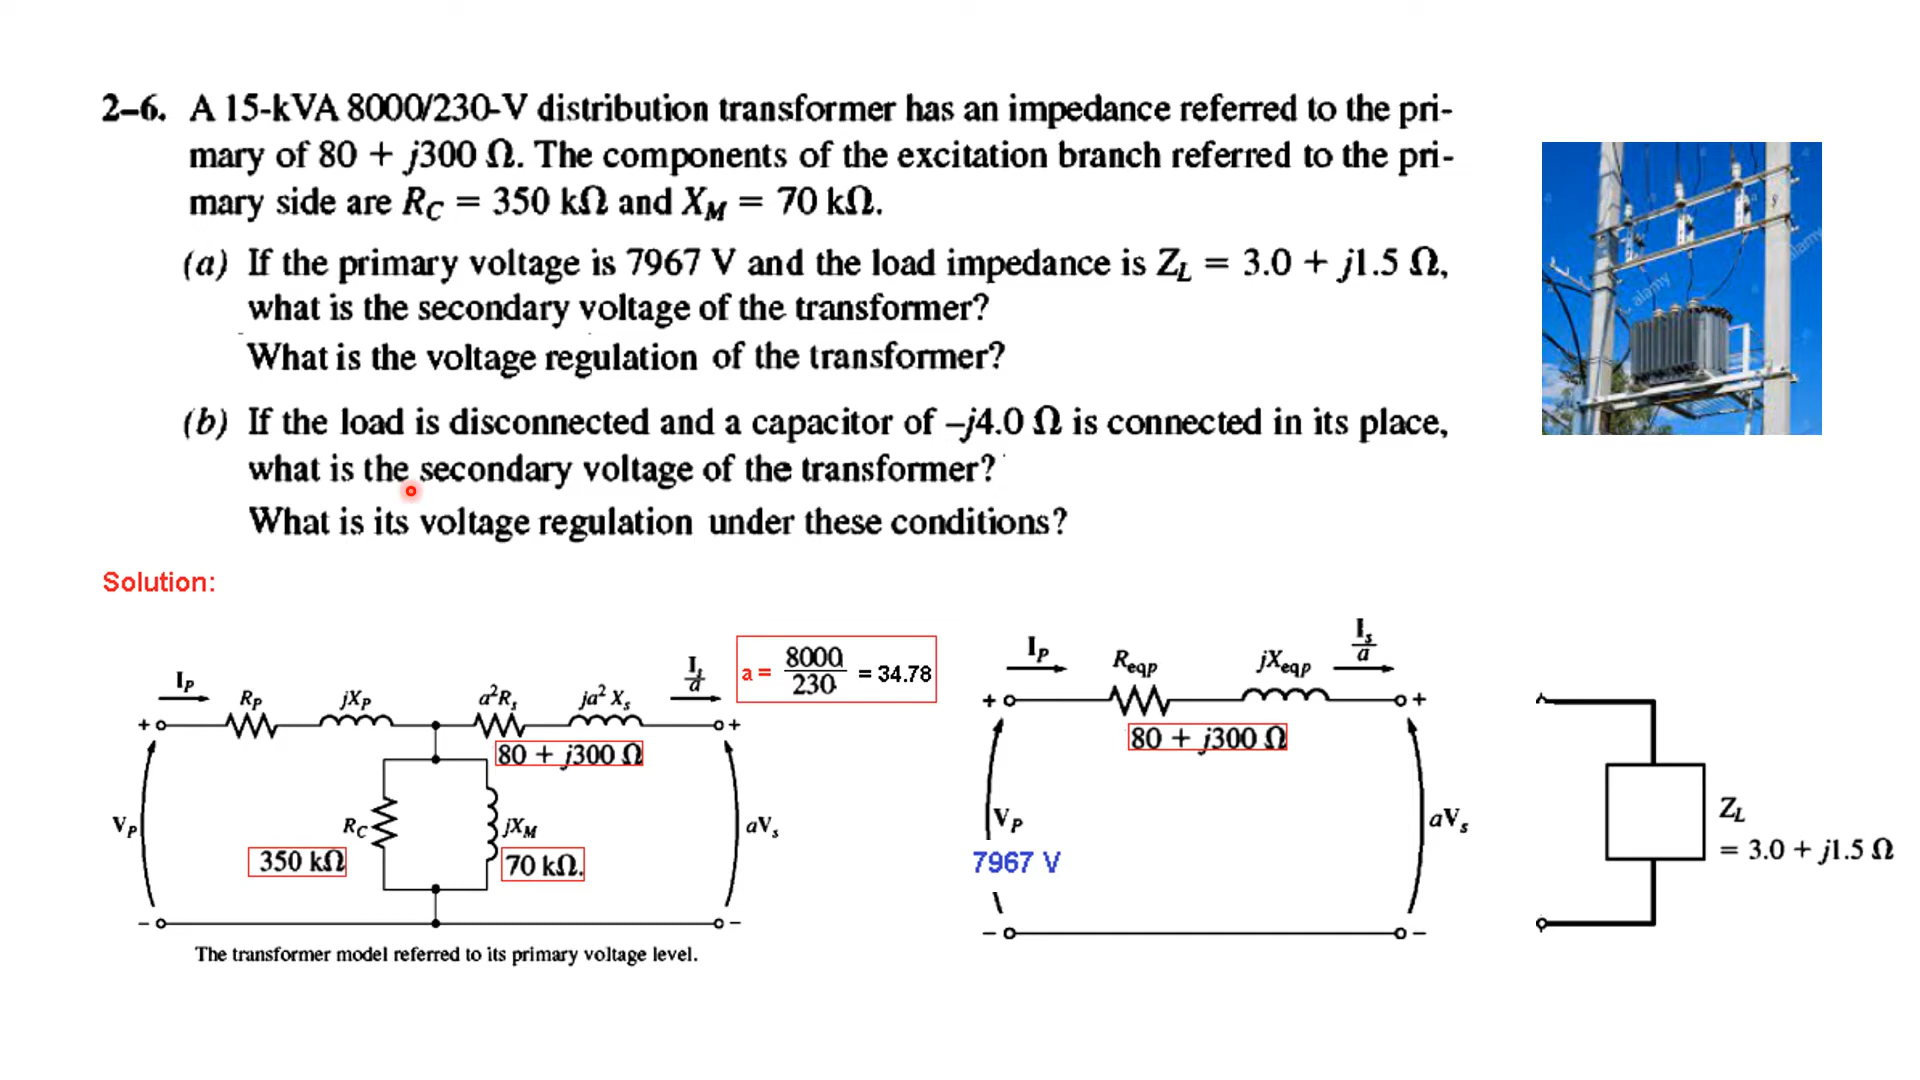 2–6. A 15-kVA 8000/230-V distribution transformer has an impedance referred to the pri-
mary of 80 + j300 Ω. The components of the excitation branch referred to the pri-
mary side are R_C = 350 kΩ and X_M = 70 kΩ.
(a) If the primary voltage is 7967 V and the load impedance is Z_L = 3.0 + j1.5 Ω,
what is the secondary voltage of the transformer?
What is the voltage regulation of the transformer?
(b) If the load is disconnected and a capacitor of –j4.0 Ω is connected in its place,
what is the secondary voltage of the transformer?
What is its voltage regulation under these conditions?
alamy
alamy
Solution:
I_P
R_P
jX_P
a²R_s
ja² X_s
I_s/a
a = 8000/230 = 34.78
80 + j300 Ω
V_P
R_C
jX_M
aV_s
350 kΩ
70 kΩ.
+
+
–
–
The transformer model referred to its primary voltage level.
I_P
R_eqp
jX_eqp
I_s/a
+
+
80 + j300 Ω
V_P
aV_s
7967 V
–
–
Z_L
= 3.0 + j1.5 Ω